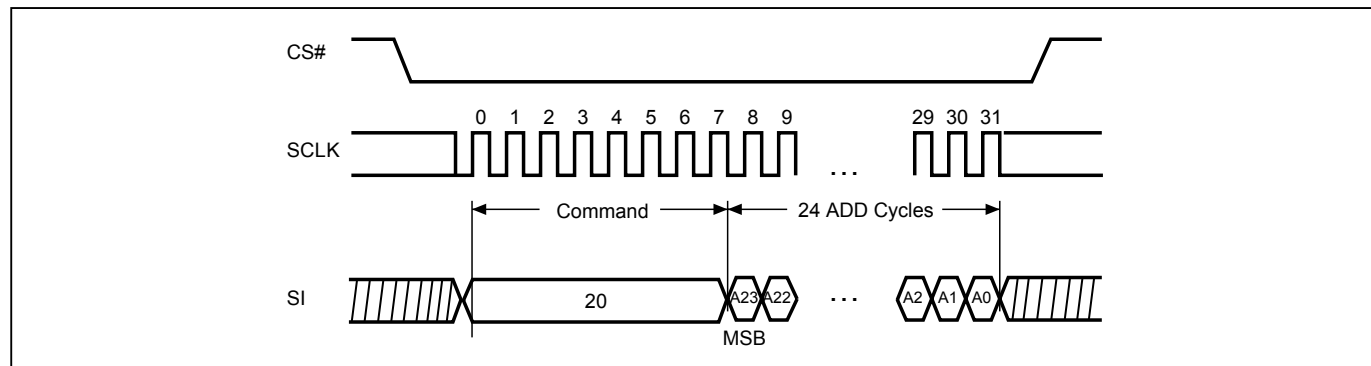 CS#
0 1 2 3 4 5 6 7 8 9 29 30 31
SCLK
...
Command
24 ADD Cycles
SI
20
A23 A22
...
A2 A1 A0
MSB